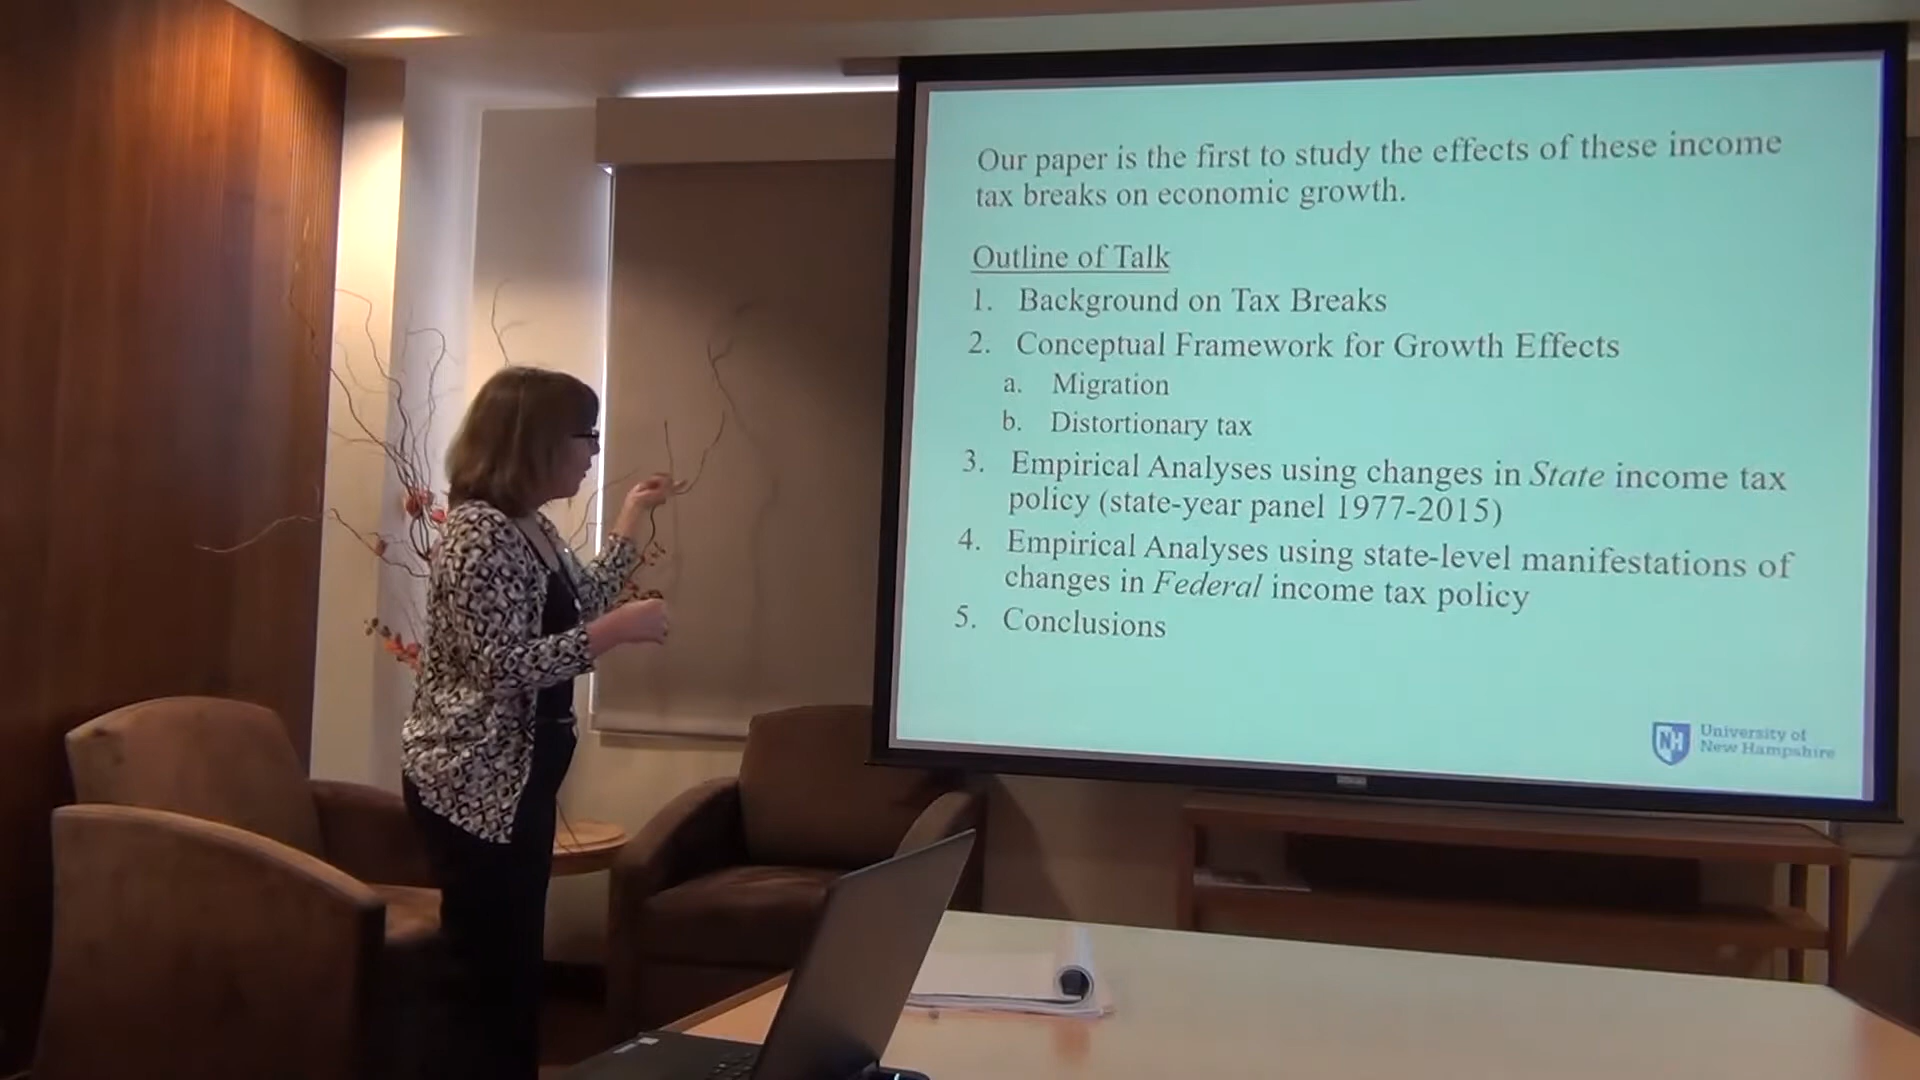 Our paper is the first to study the effects of these income
tax breaks on economic growth.
Outline of Talk
1. Background on Tax Breaks
2. Conceptual Framework for Growth Effects
a. Migration
b. Distortionary tax
3. Empirical Analyses using changes in State income tax
policy (state-year panel 1977-2015)
4. Empirical Analyses using state-level manifestations of
changes in Federal income tax policy
5. Conclusions
NH
University of
New Hampshire